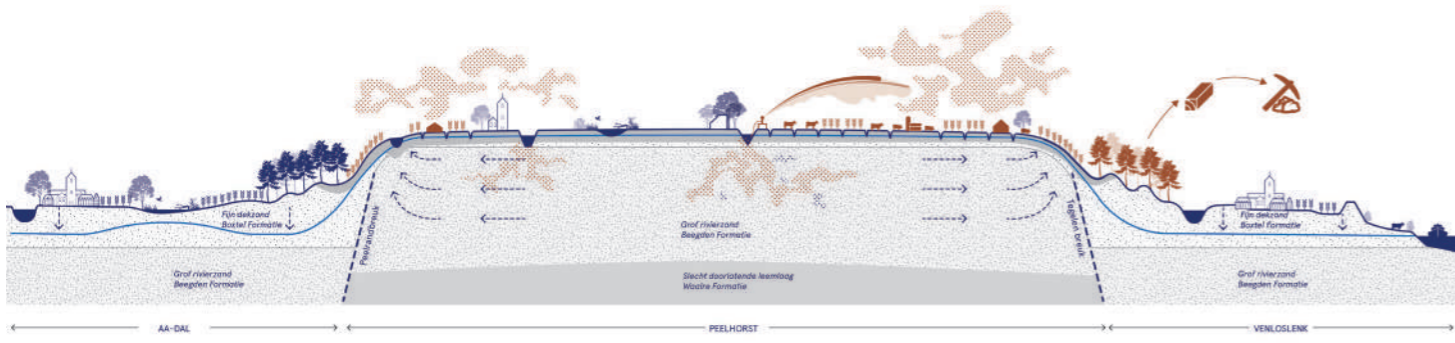 Fijn dekzand
Boxtel Formatie
Grof rivierzand
Beegden Formatie
Peelrandbreuk
Grof rivierzand
Beegden Formatie
Slecht doorlatende leemlaag
Waalre Formatie
Tegelen breuk
Fijn dekzand
Boxtel Formatie
Grof rivierzand
Beegden Formatie
AA-DAL
PEELHORST
VENLOSLENK